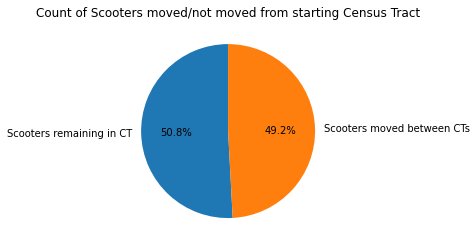 Count of Scooters moved/not moved from starting Census Tract
Scooters remaining in CT
50.8%
49.2%
Scooters moved between CTs